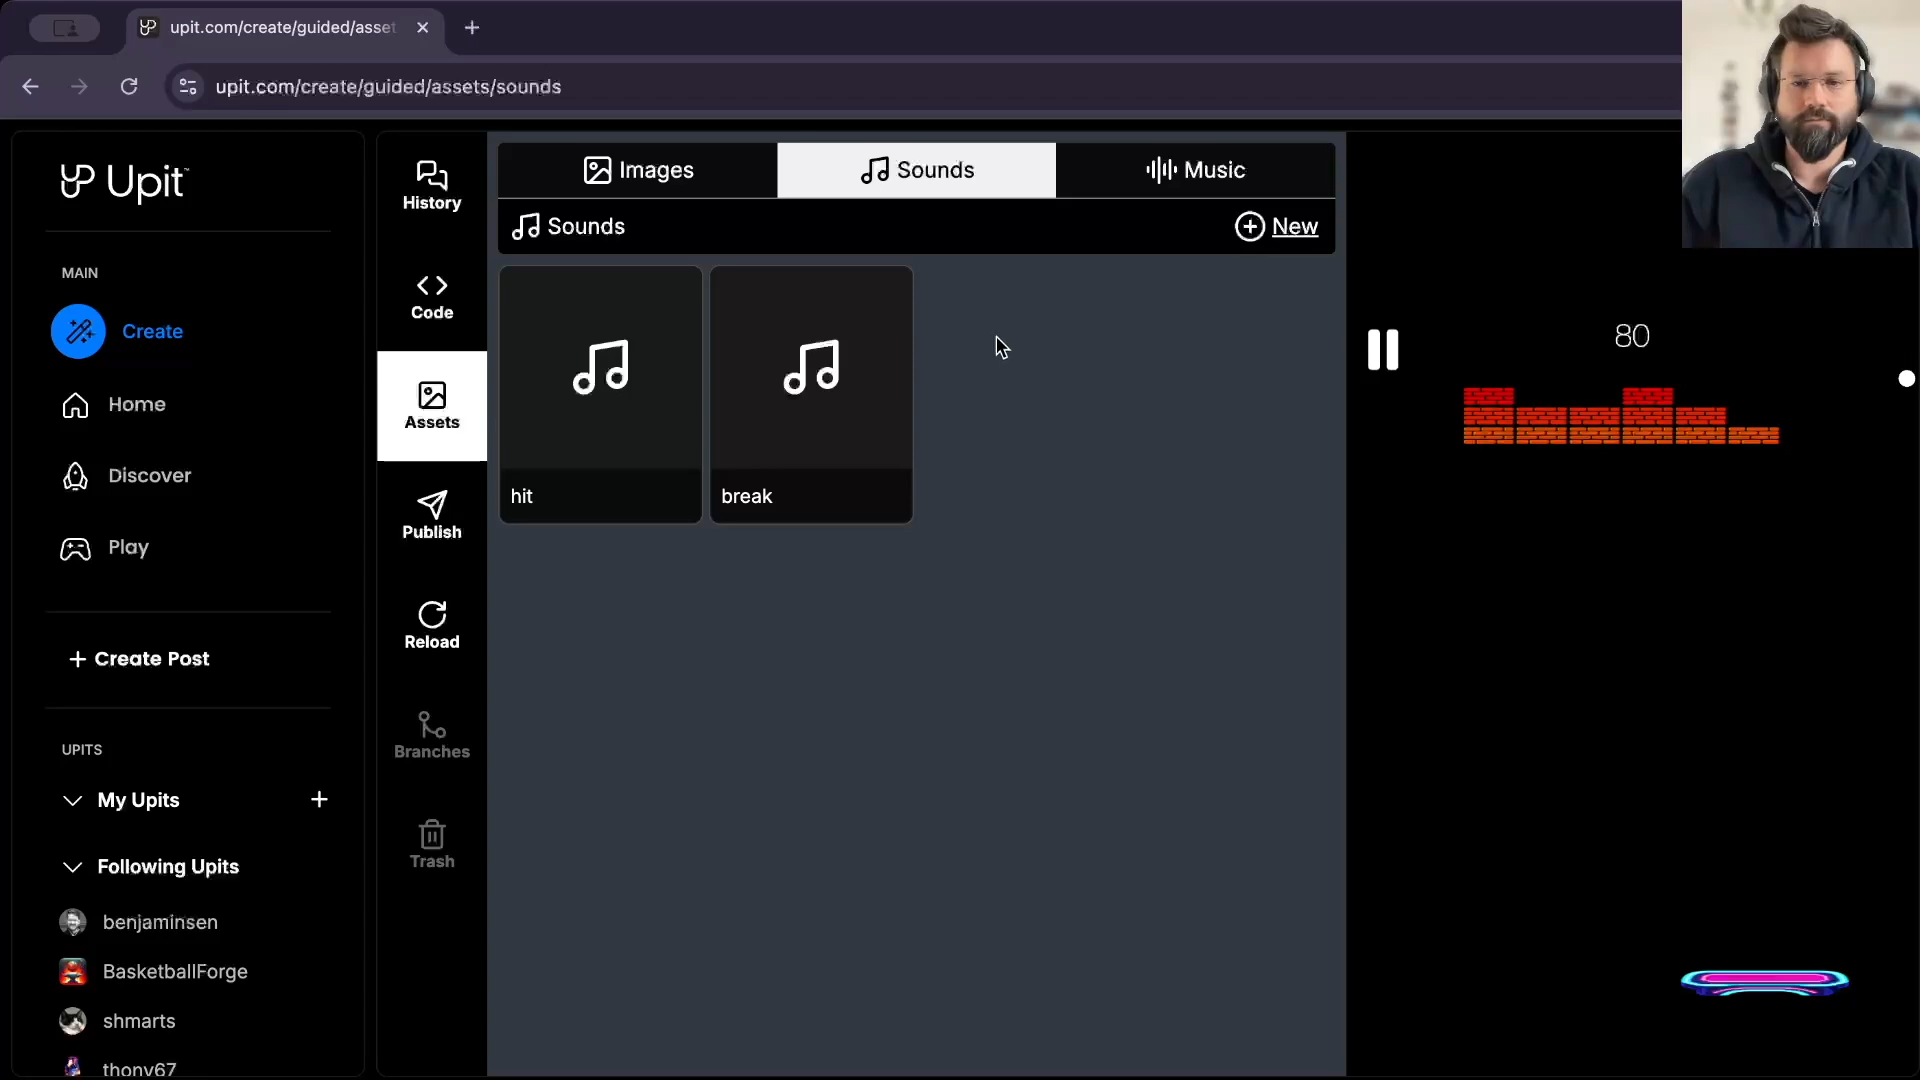 upit.com/create/guided/asset
upit.com/create/guided/assets/sounds
Upit
MAIN
Create
Home
Discover
Play
+ Create Post
UPITS
My Upits
Following Upits
benjaminsen
BasketballForge
shmarts
thony67
History
Code
Assets
Publish
Reload
Branches
Trash
Images
Sounds
Music
Sounds
New
hit
break
80